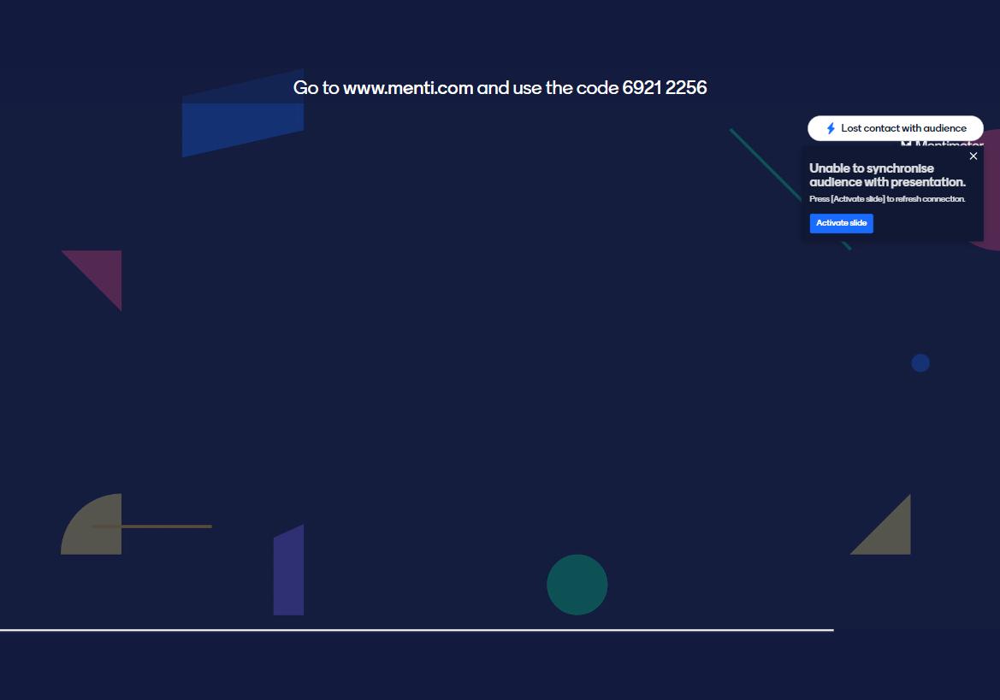 Go to www.menti.com and use the code 6921 2256
Lost contact with audience
Mentimeter
Unable to synchronise
audience with presentation.
Press [Activate slide] to refresh connection.
Activate slide